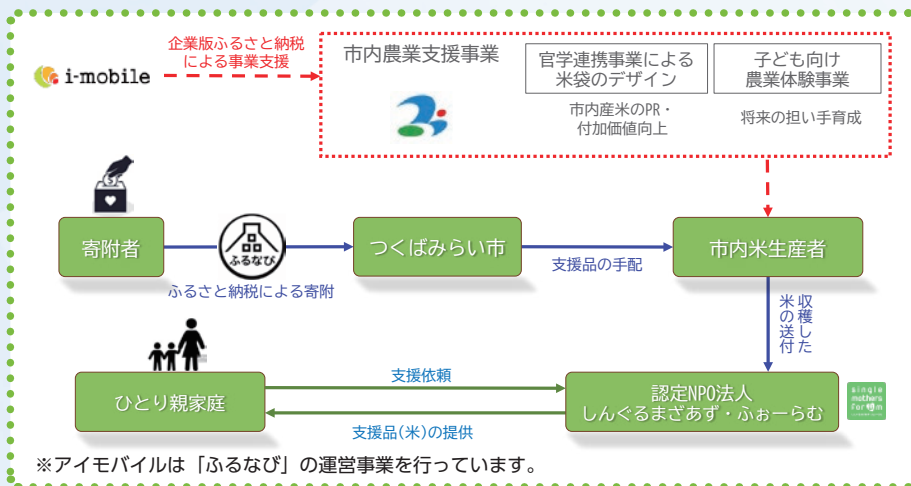 企業版ふるさと納税
による事業支援
i-mobile
市内農業支援事業
官学連携事業による
米袋のデザイン
市内産米のPR・
付加価値向上
子ども向け
農業体験事業
将来の担い手育成
寄附者
ふるなび
ふるさと納税による寄附
つくばみらい市
支援品の手配
市内米生産者
収穫した
米の送付
ひとり親家庭
支援依頼
支援品(米)の提供
認定NPO法人
しんぐるまざあず・ふぉーらむ
single
mothers
forum
※アイモバイルは「ふるなび」の運営事業を行っています。